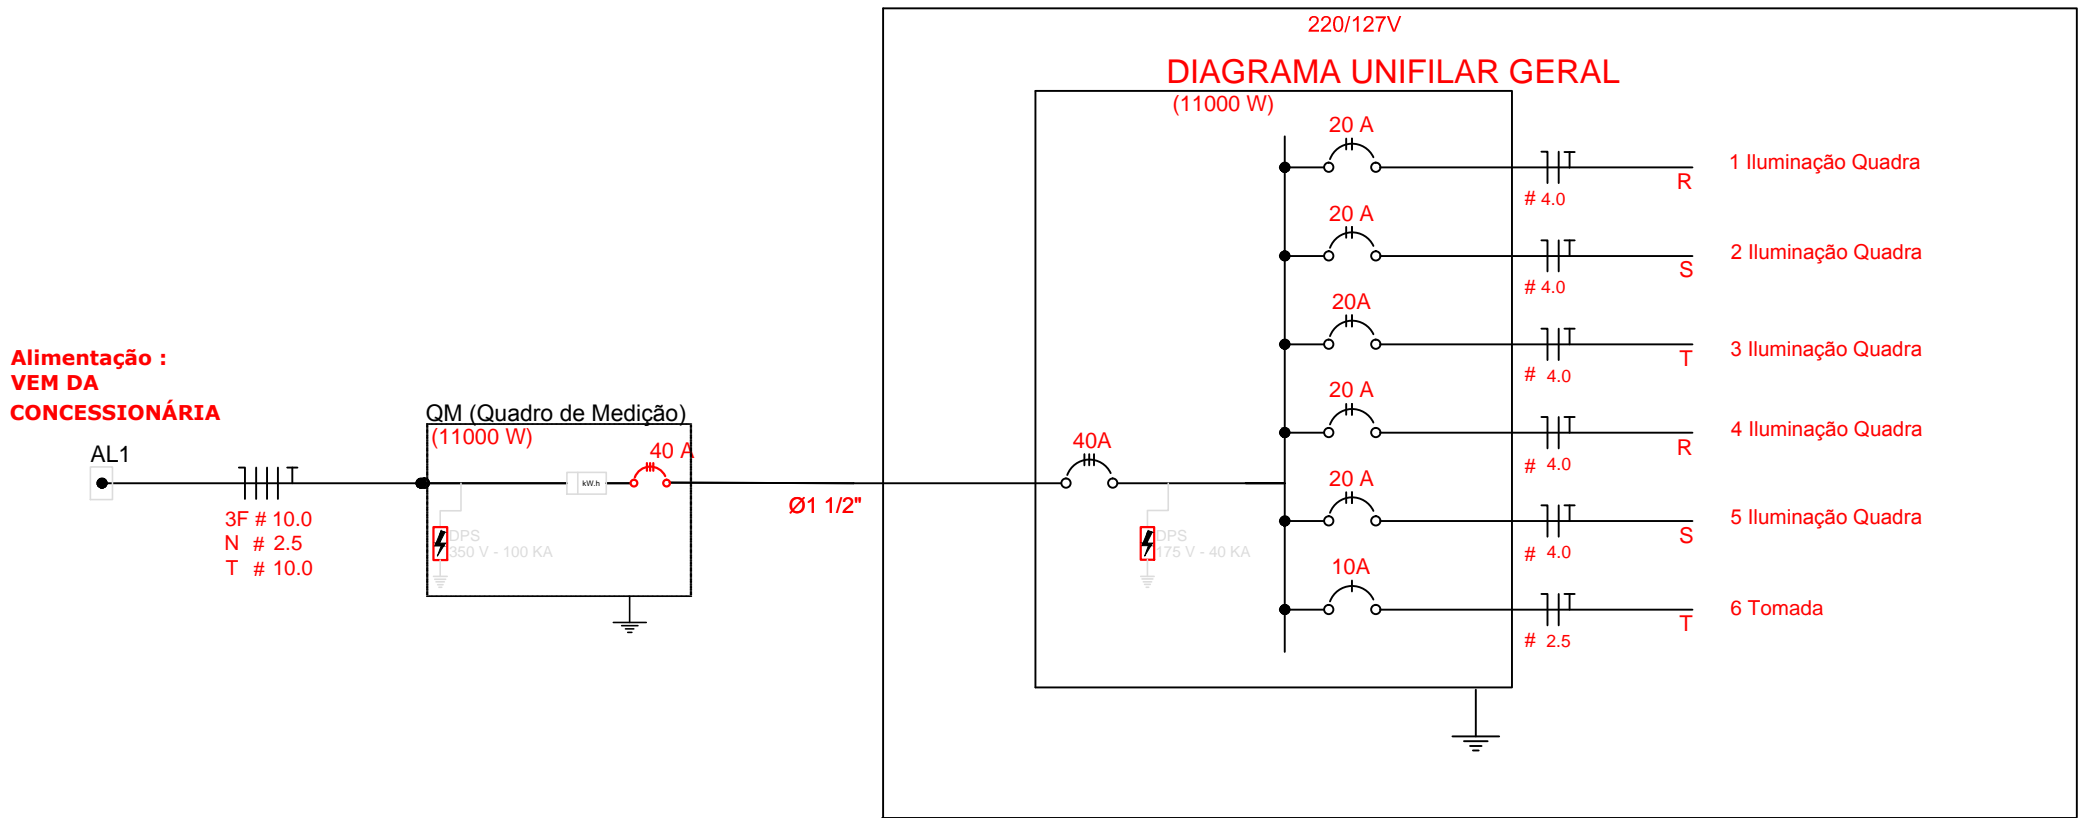 220/127V
DIAGRAMA UNIFILAR GERAL
(11000 W)
20 A
1 Iluminação Quadra
R
# 4.0
20 A
2 Iluminação Quadra
S
# 4.0
20A
3 Iluminação Quadra
T
# 4.0
20 A
4 Iluminação Quadra
R
# 4.0
20 A
5 Iluminação Quadra
S
# 4.0
10A
6 Tomada
T
# 2.5
Alimentação :
VEM DA
CONCESSIONÁRIA
AL1
3F # 10.0
N # 2.5
T # 10.0
QM (Quadro de Medição)
(11000 W)
40 A
kW.h
DPS
350 V - 100 KA
Ø1 1/2"
40A
DPS
175 V - 40 KA